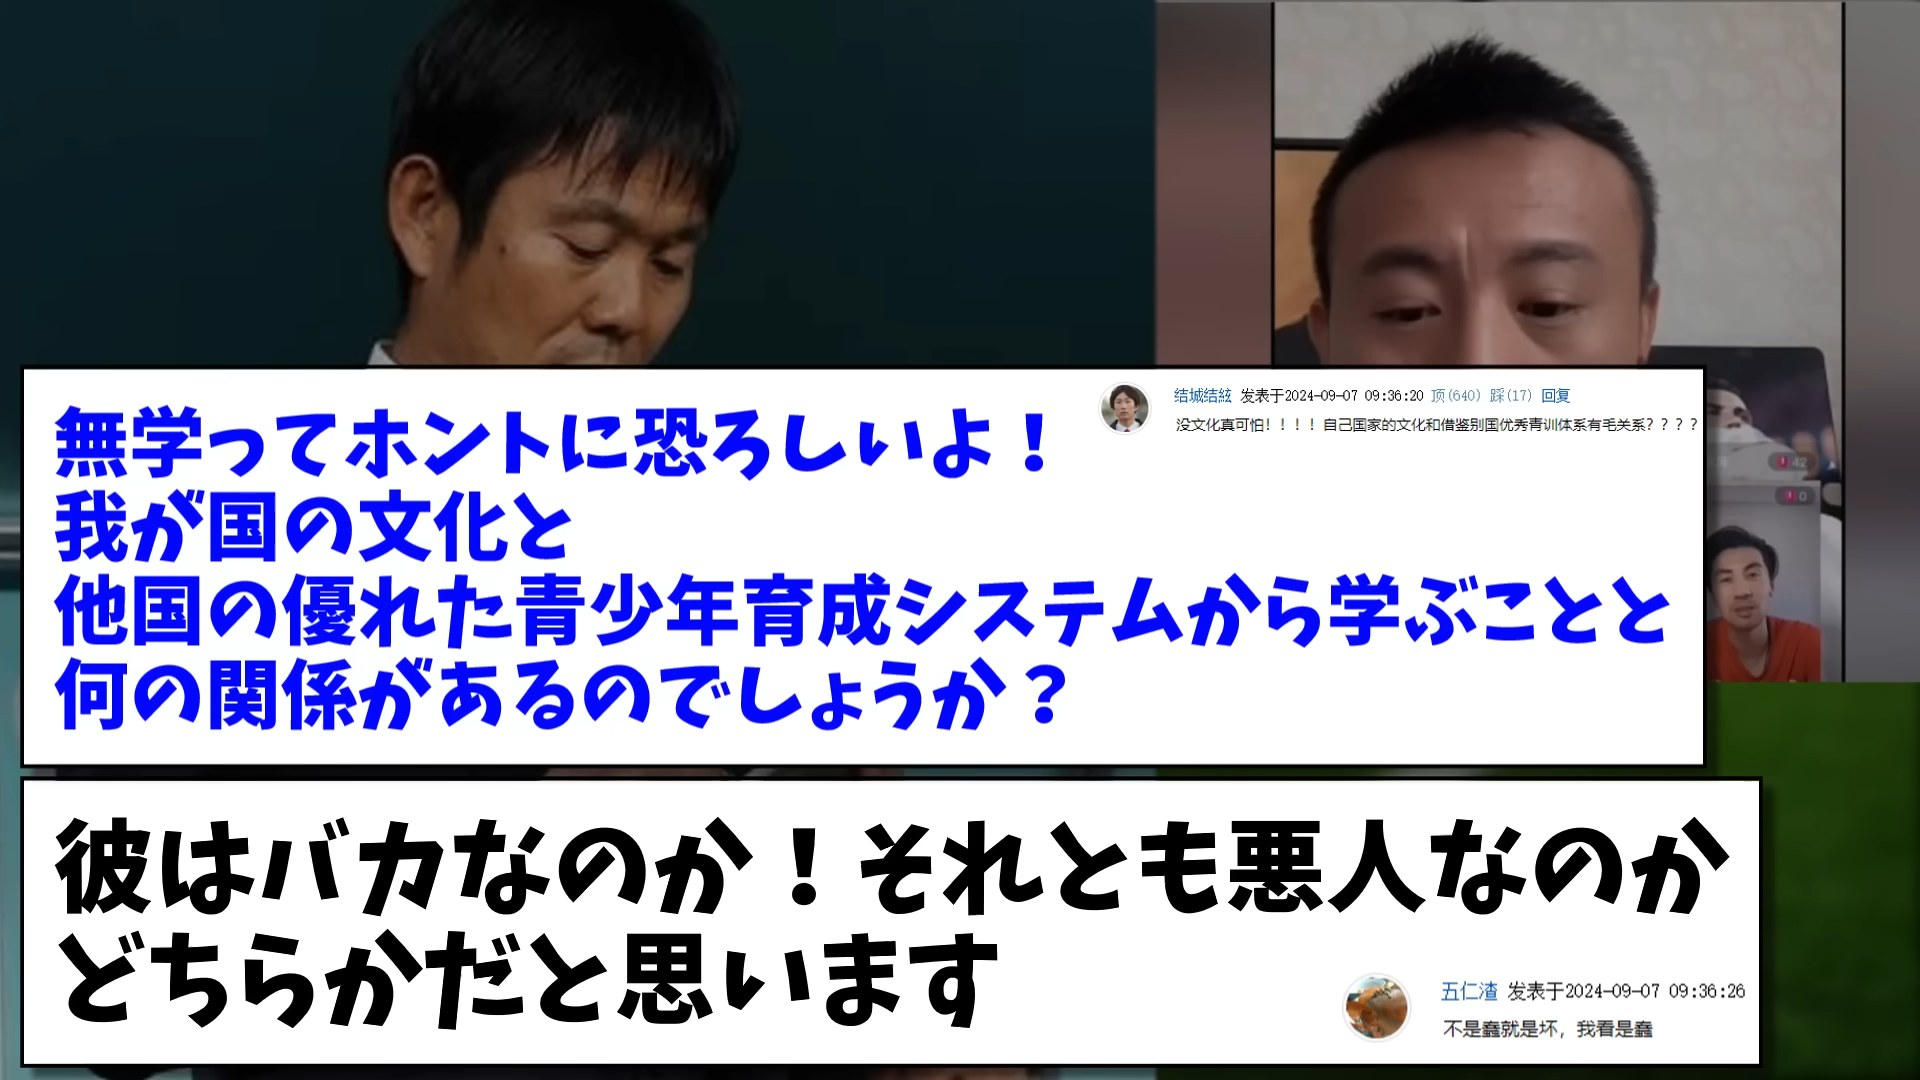 无学ってホントに恐ろしいよ！
我が国の文化と
他国の優れた青少年育成システムから学ぶことと
何の関係があるのでしょうか？
结城结絃 发表于2024-09-07 09:36:20 顶(640) 踩(17) 回复
没文化真可怕！！！！自己国家的文化和借鉴别国优秀青训体系有毛关系？？？？
42
0
彼はバカなのか！それとも悪人なのか
どちらかだと思います
五仁渣 发表于2024-09-07 09:36:26
不是蠢就是坏，我看是蠢